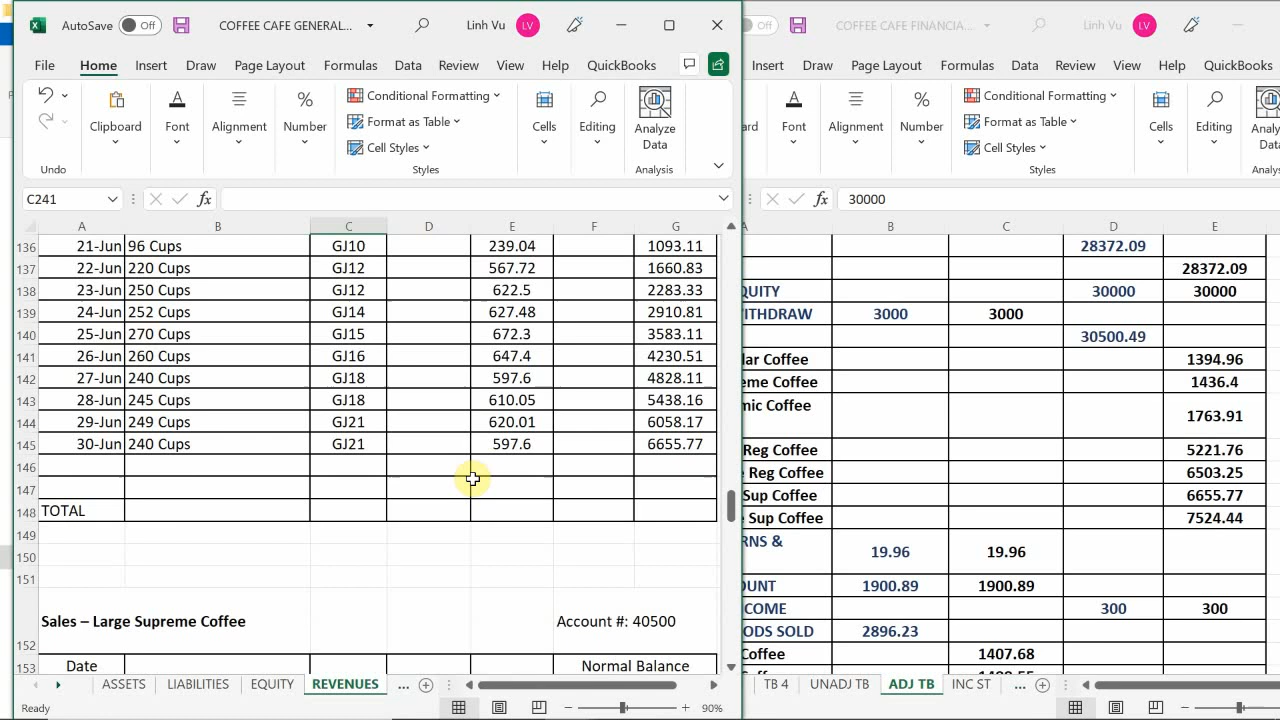 AutoSave Off COFFEE CAFE GENERAL... Linh Vu LV
File Home Insert Draw Page Layout Formulas Data Review View Help QuickBooks
Clipboard Font Alignment Number
Conditional Formatting
Format as Table
Cell Styles
Cells Editing Analyze Data
Undo Styles Analysis
C241 fx
A B C D E F G
136 21-Jun 96 Cups GJ10 239.04 1093.11
137 22-Jun 220 Cups GJ12 567.72 1660.83
138 23-Jun 250 Cups GJ12 622.5 2283.33
139 24-Jun 252 Cups GJ14 627.48 2910.81
140 25-Jun 270 Cups GJ15 672.3 3583.11
141 26-Jun 260 Cups GJ16 647.4 4230.51
142 27-Jun 240 Cups GJ18 597.6 4828.11
143 28-Jun 245 Cups GJ18 610.05 5438.16
144 29-Jun 249 Cups GJ21 620.01 6058.17
145 30-Jun 240 Cups GJ21 597.6 6655.77
146
147
148 TOTAL
149
150
151
152 Sales – Large Supreme Coffee Account #: 40500
153 Date Normal Balance
ASSETS LIABILITIES EQUITY REVENUES ...
Ready 90%
Off COFFEE CAFE FINANCIA... Linh Vu LV
Insert Draw Page Layout Formulas Data Review View Help QuickBooks
ard Font Alignment Number
Conditional Formatting
Format as Table
Cell Styles
Cells Editing Analy
Data
Styles Analysi
fx 30000
A B C D E
28372.09
28372.09
QUITY 30000 30000
ITHDRAW 3000 3000
30500.49
lar Coffee 1394.96
eme Coffee 1436.4
mic Coffee 1763.91
Reg Coffee 5221.76
e Reg Coffee 6503.25
Sup Coffee 6655.77
e Sup Coffee 7524.44
RNS & 19.96 19.96
OUNT 1900.89 1900.89
COME 300 300
ODS SOLD 2896.23
Coffee 1407.68
TB 4 UNADJ TB ADJ TB INC ST ...